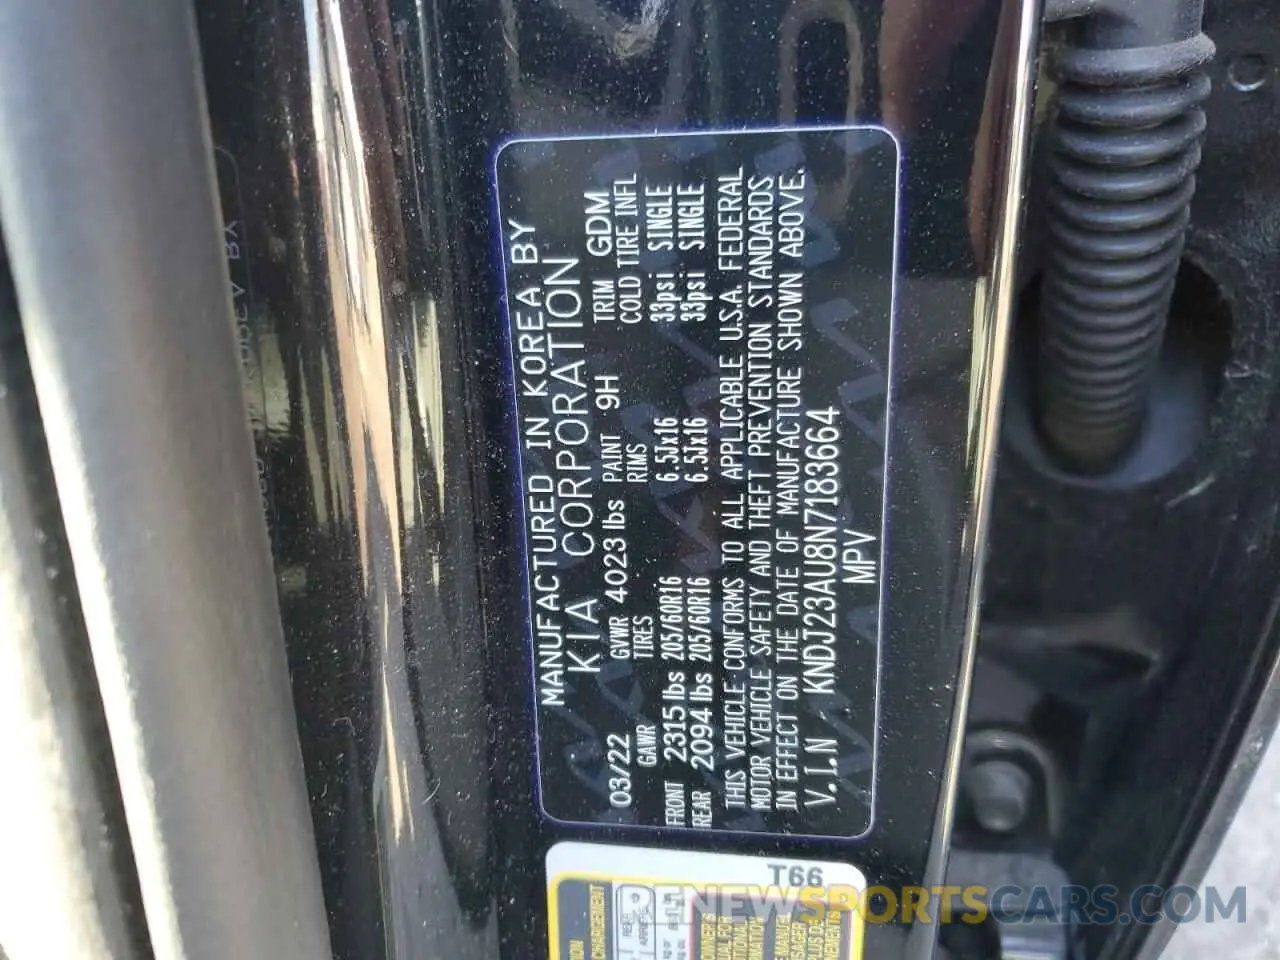 MANUFACTURED IN KOREA BY
KIA CORPORATION
03/22 GVWR 4023 lbs PAINT 9H TRIM GDM
GAWR TIRES RIMS COLD TIRE INFL
FRONT 2315 lbs 205/60R16 6.5Jx16 33psi SINGLE
REAR 2094 lbs 205/60R16 6.5Jx16 33psi SINGLE
THIS VEHICLE CONFORMS TO ALL APPLICABLE U.S.A. FEDERAL
MOTOR VEHICLE SAFETY AND THEFT PREVENTION STANDARDS
IN EFFECT ON THE DATE OF MANUFACTURE SHOWN ABOVE.
V.I.N KNDJ23AU8N7183664
MPV
T66
RENEWSPORTSCARS.COM